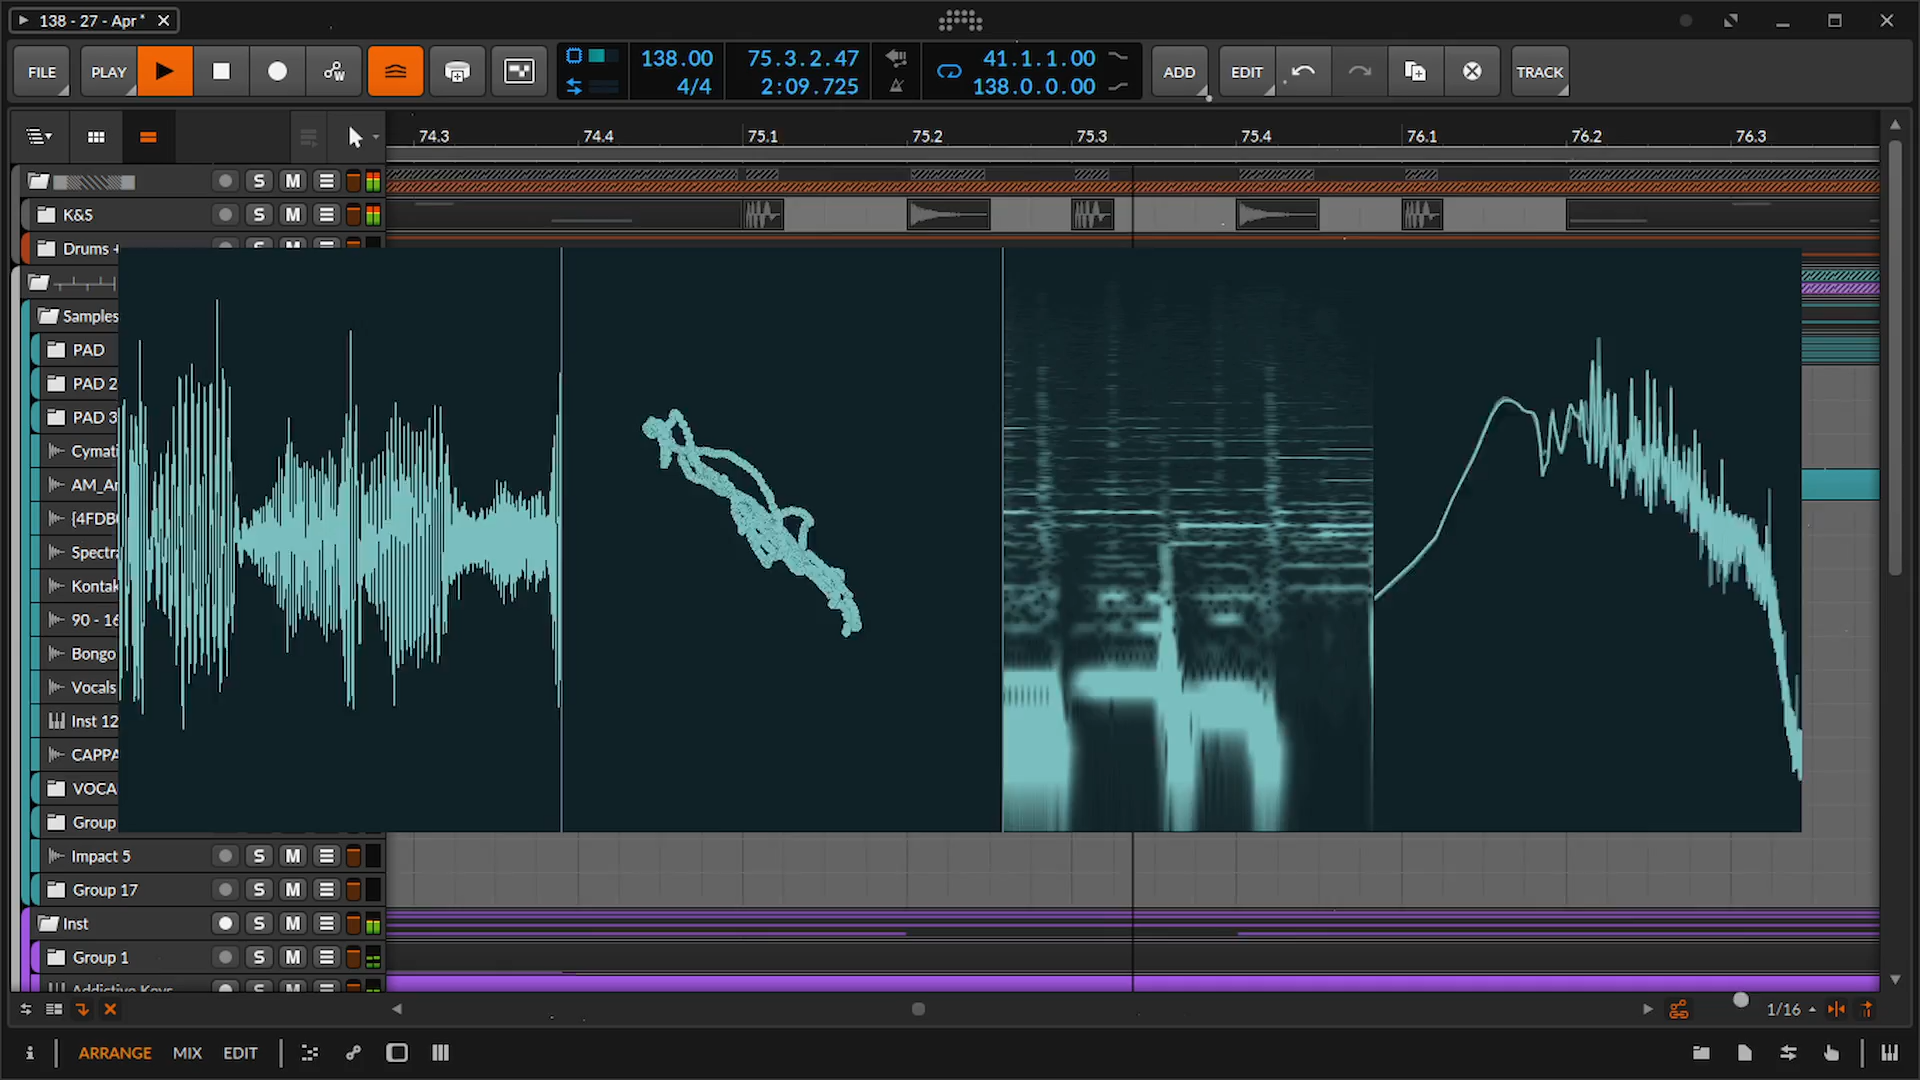 138 - 27 - Apr*
FILE
PLAY
138.00
4/4
75.3.2.47
2:09.725
41.1.1.00
138.0.0.00
ADD
EDIT
TRACK
74.3 74.4 75.1 75.2 75.3 75.4 76.1 76.2 76.3
S M
K&S S M
Drums + S M
Samples
PAD
PAD 2
PAD 3
Cymati
AM_Ar
{4FDB
Spectra
Kontak
90 - 16
Bongo
Vocals
Inst 12
CAPPA
VOCA
Group
Impact 5 S M
Group 17 S M
Inst S M
Group 1 S M
Addictive Keys S M
1/16
i ARRANGE MIX EDIT